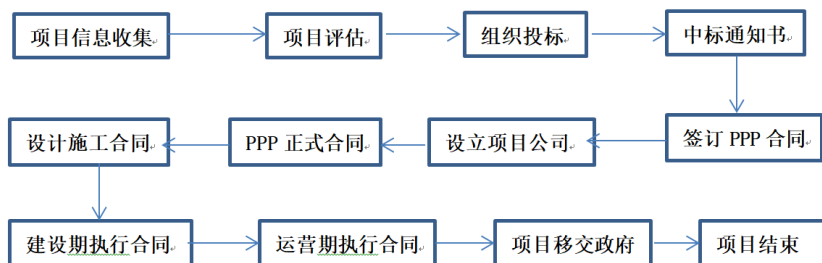 项目信息收集
项目评估
组织投标
中标通知书
签订 PPP 合同
设立项目公司
PPP 正式合同
设计施工合同
建设期执行合同
运营期执行合同
项目移交政府
项目结束